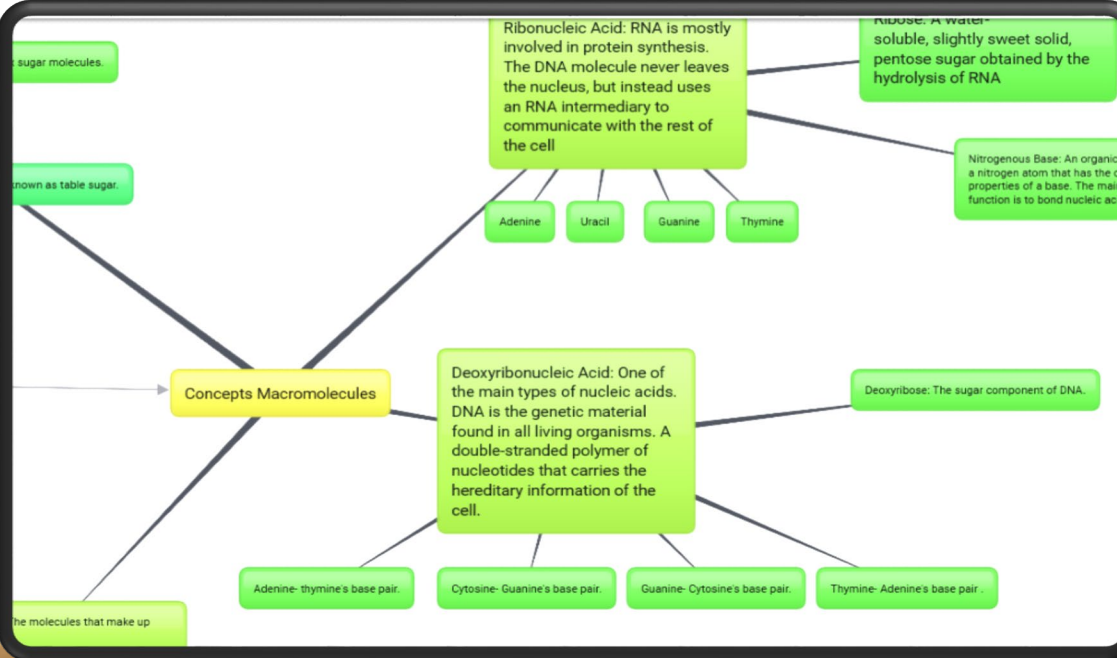 sugar molecules.
known as table sugar.
Ribonucleic Acid: RNA is mostly
involved in protein synthesis.
The DNA molecule never leaves
the nucleus, but instead uses
an RNA intermediary to
communicate with the rest of
the cell
Ribose: A water-
soluble, slightly sweet solid,
pentose sugar obtained by the
hydrolysis of RNA
Nitrogenous Base: An organic
a nitrogen atom that has the
properties of a base. The
function is to bond nucleic
Adenine
Uracil
Guanine
Thymine
Concepts Macromolecules
Deoxyribonucleic Acid: One of
the main types of nucleic acids.
DNA is the genetic material
found in all living organisms. A
double-stranded polymer of
nucleotides that carries the
hereditary information of the
cell.
Deoxyribose: The sugar component of DNA.
Adenine- thymine's base pair.
Cytosine- Guanine's base pair.
Guanine- Cytosine's base pair.
Thymine- Adenine's base pair .
The molecules that make up